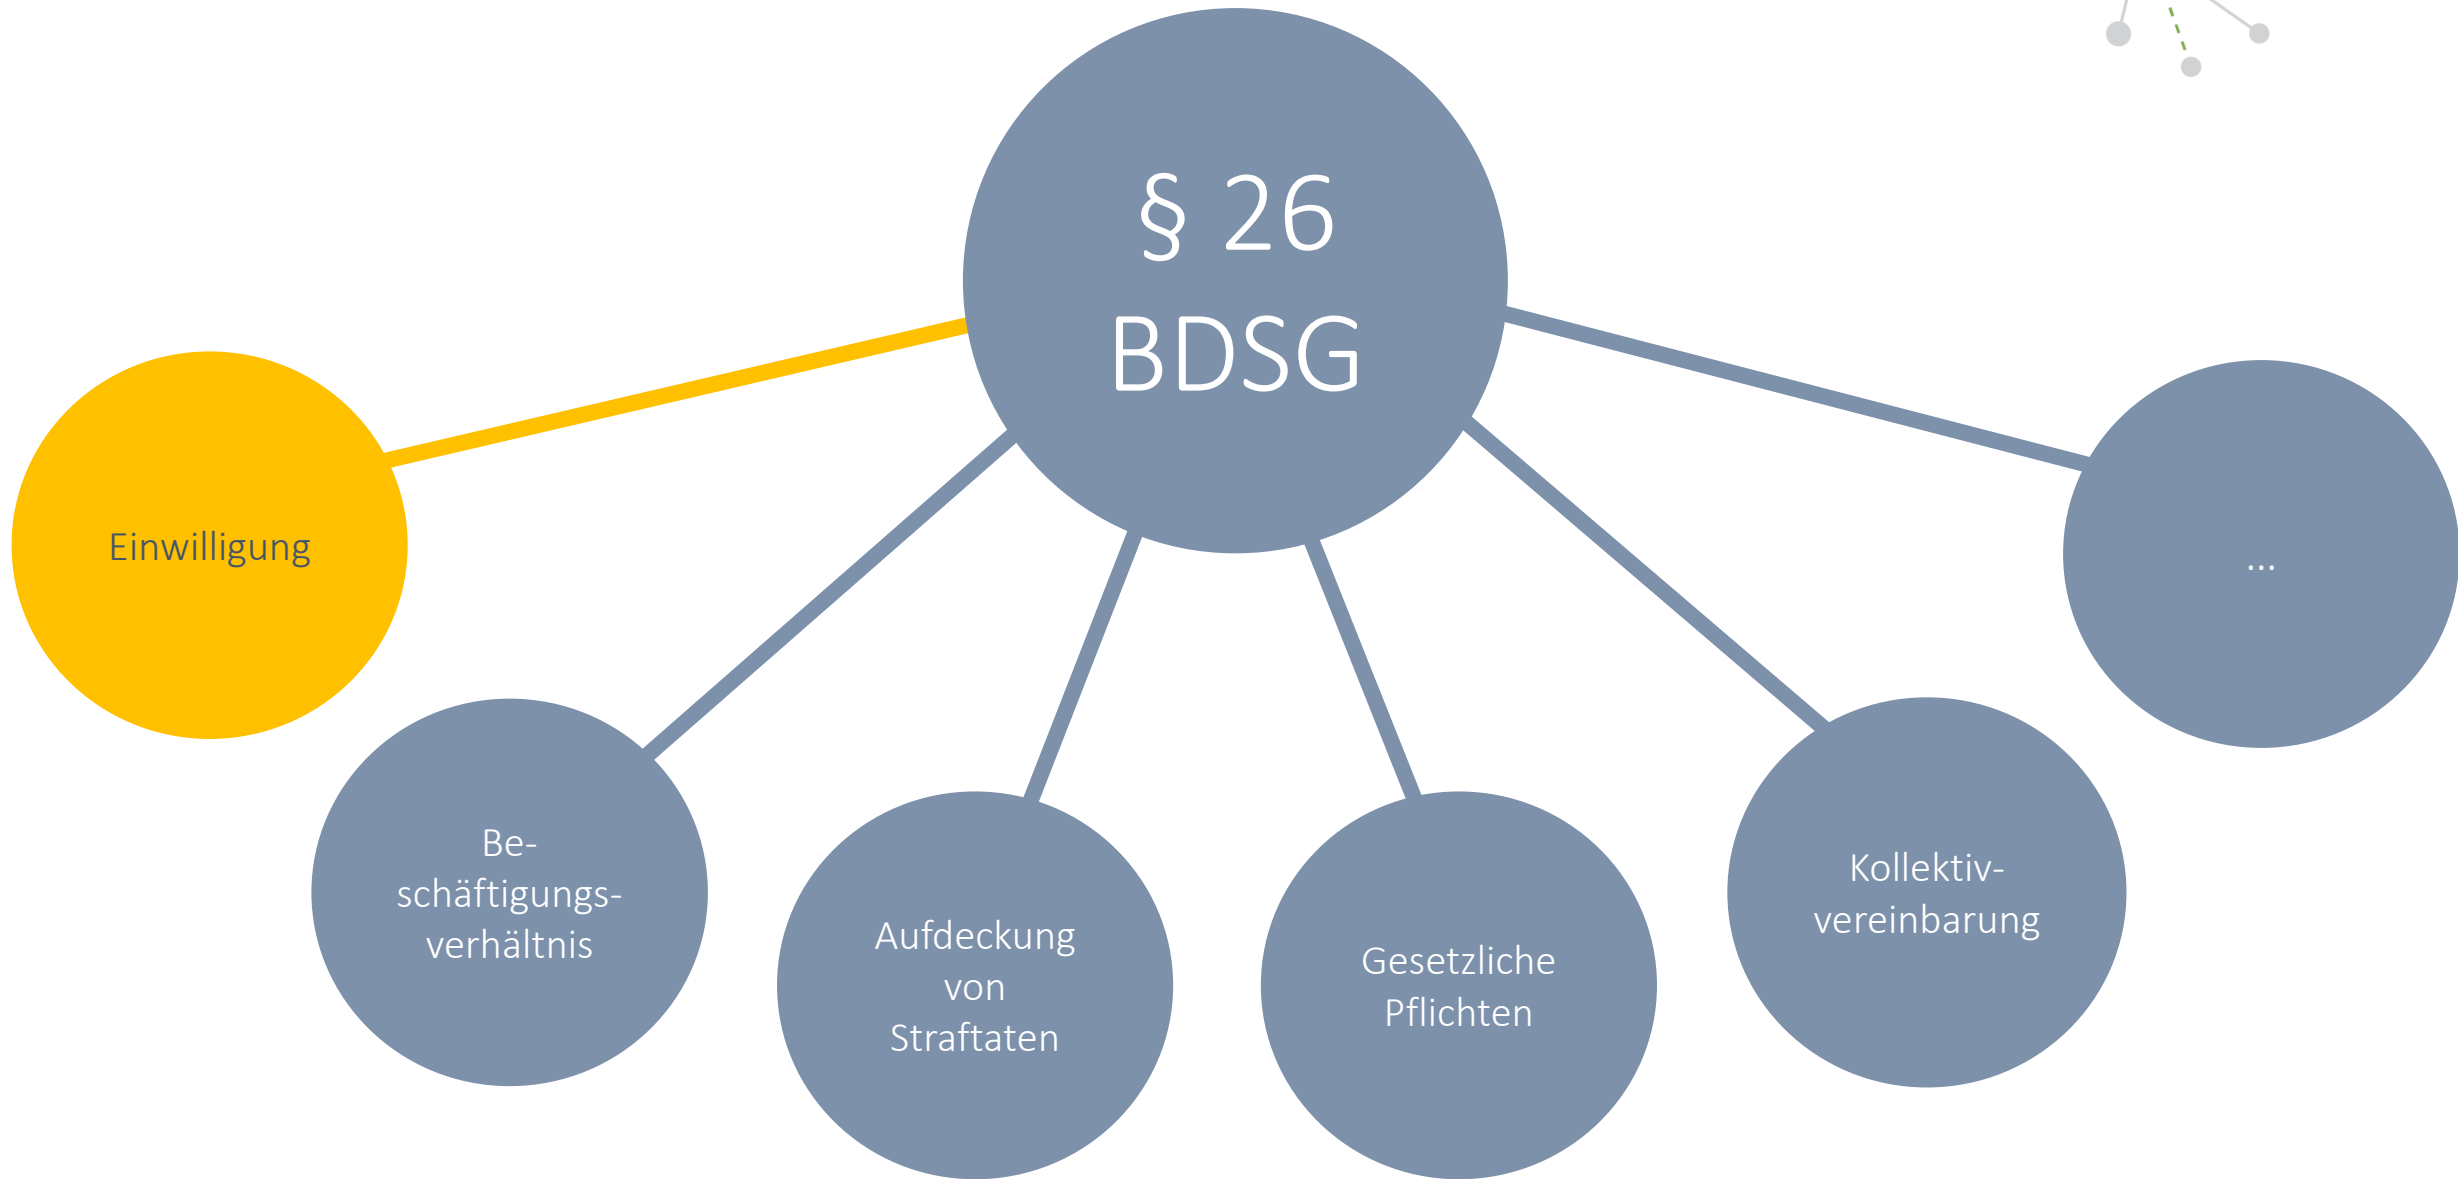 § 26
BDSG
Einwilligung
...
Be-
schäftigungs-
verhältnis
Aufdeckung
von
Straftaten
Gesetzliche
Pflichten
Kollektiv-
vereinbarung